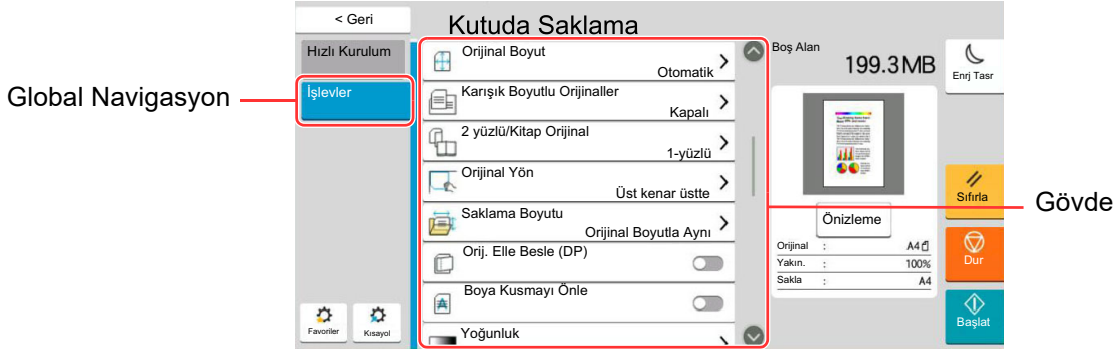 < Geri
Kutuda Saklama
Hızlı Kurulum
İşlevler
Global Navigasyon
Favoriler
Kısayol
Orijinal Boyut
Otomatik
Karışık Boyutlu Orijinaller
Kapalı
2 yüzlü/Kitap Orijinal
1-yüzlü
Orijinal Yön
Üst kenar üstte
Saklama Boyutu
Orijinal Boyutla Aynı
Orij. Elle Besle (DP)
Boya Kusmayı Önle
Yoğunluk
Boş Alan
199.3MB
Önizleme
Orijinal : A4
Yakın. : 100%
Sakla : A4
Enrj Tasr
Sıfırla
Dur
Başlat
Gövde